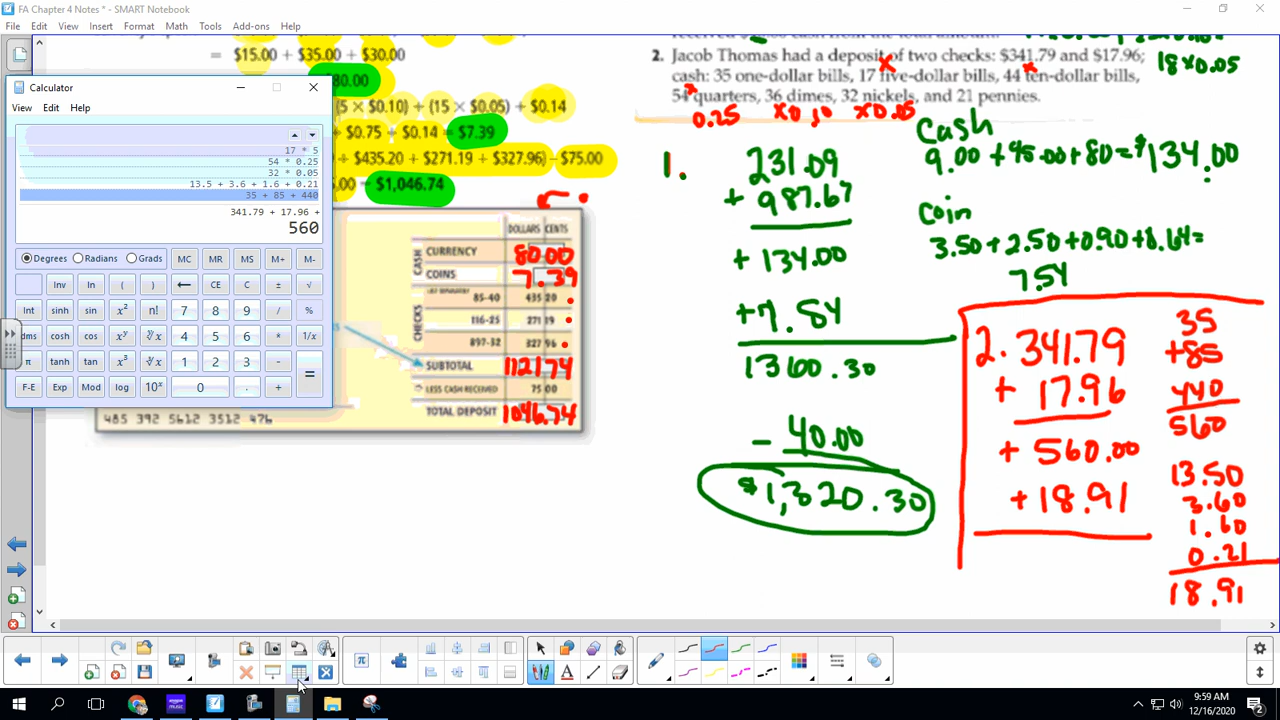 FA Chapter 4 Notes * - SMART Notebook
File Edit View Insert Format Math Tools Add-ons Help
= $15.00 + $35.00 + $30.00
$80.00
(5 × $0.10) + (15 × $0.05) + $0.14
+ $0.75 + $0.14 = $7.39
+ $435.20 + $271.19 + $327.96) – $75.00
$1,046.74
Calculator
View Edit Help
17 * 5
54 * 0.25
32 * 0.05
13.5 + 3.6 + 1.6 + 0.21
35 + 85 + 440
341.79 + 17.96 +
560
Degrees Radians Grads MC MR MS M+ M-
Inv ln ( ) ← CE C ± √
Int sinh sin x² n! 7 8 9 / %
dms cosh cos xʸ ʸ√x 4 5 6 * 1/x
π tanh tan x³ ³√x 1 2 3 - =
F-E Exp Mod log 10ˣ 0 . +
DOLLARS CENTS
CASH
CURRENCY 80.00
COINS 7.39
CHECKS
LIST SEPARATELY
85-40 435 20
116-25 271 19
897-32 327 96
SUBTOTAL 1121.74
LESS CASH RECEIVED 75 00
TOTAL DEPOSIT 1046.74
485 392 5612 3512 476
2. Jacob Thomas had a deposit of two checks: $341.79 and $17.96;
cash: 35 one-dollar bills, 17 five-dollar bills, 44 ten-dollar bills,
54 quarters, 36 dimes, 32 nickels, and 21 pennies.
x x x
0.25 x0.10 x0.05
18x0.05
1.
231.09
+ 987.67
+ 134.00
+7.54
1360.30
- 40.00
$1,320.30
Cash
9.00 + 45.00 + 80 = $134.00
Coin
3.50+2.50+0.90+0.64=
7.54
2. 341.79
+ 17.96
+ 560.00
+18.91
35
+85
440
560
13.50
3.60
1.60
0.21
18.91
9:59 AM
12/16/2020
2